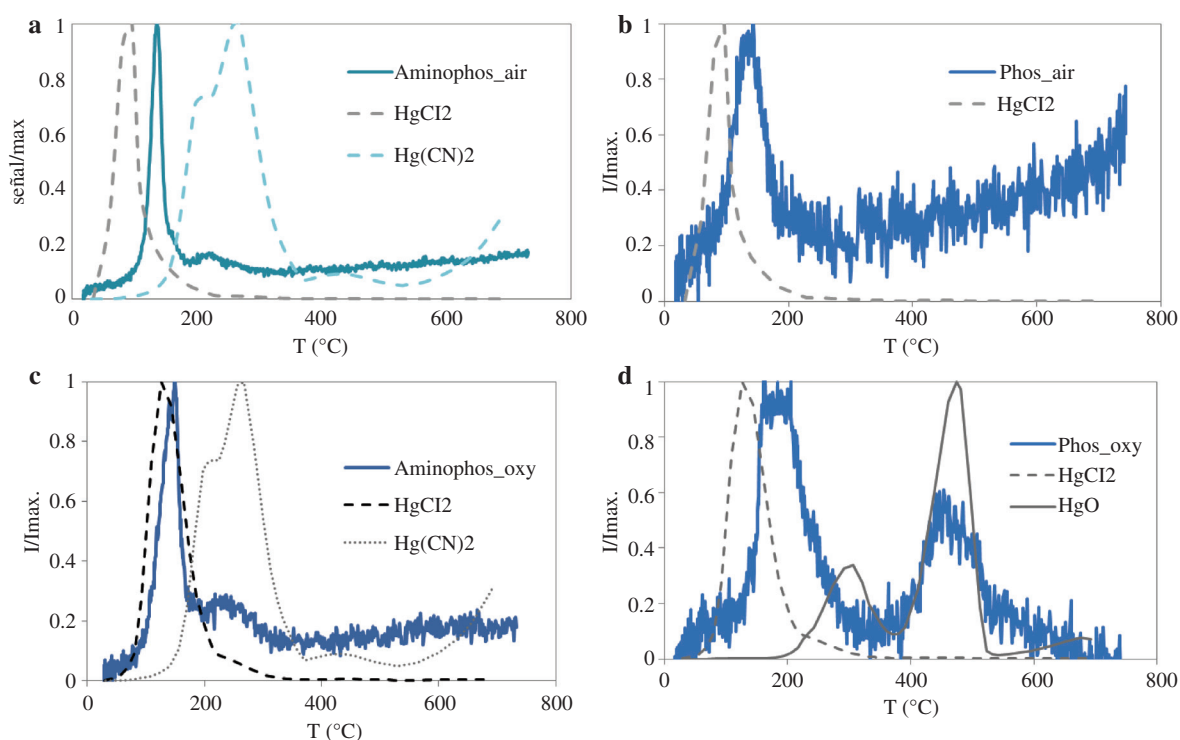 a
señal/max
1
0.8
0.6
0.4
0.2
0
0
200
400
600
800
T (°C)
Aminophos_air
HgCI2
Hg(CN)2
b
I/Imax.
1
0.8
0.6
0.4
0.2
0
0
200
400
600
800
T (°C)
Phos_air
HgCI2
c
I/Imax.
1
0.8
0.6
0.4
0.2
0
0
200
400
600
800
T (°C)
Aminophos_oxy
HgCI2
Hg(CN)2
d
I/Imax.
1
0.8
0.6
0.4
0.2
0
0
200
400
600
800
T (°C)
Phos_oxy
HgCI2
HgO